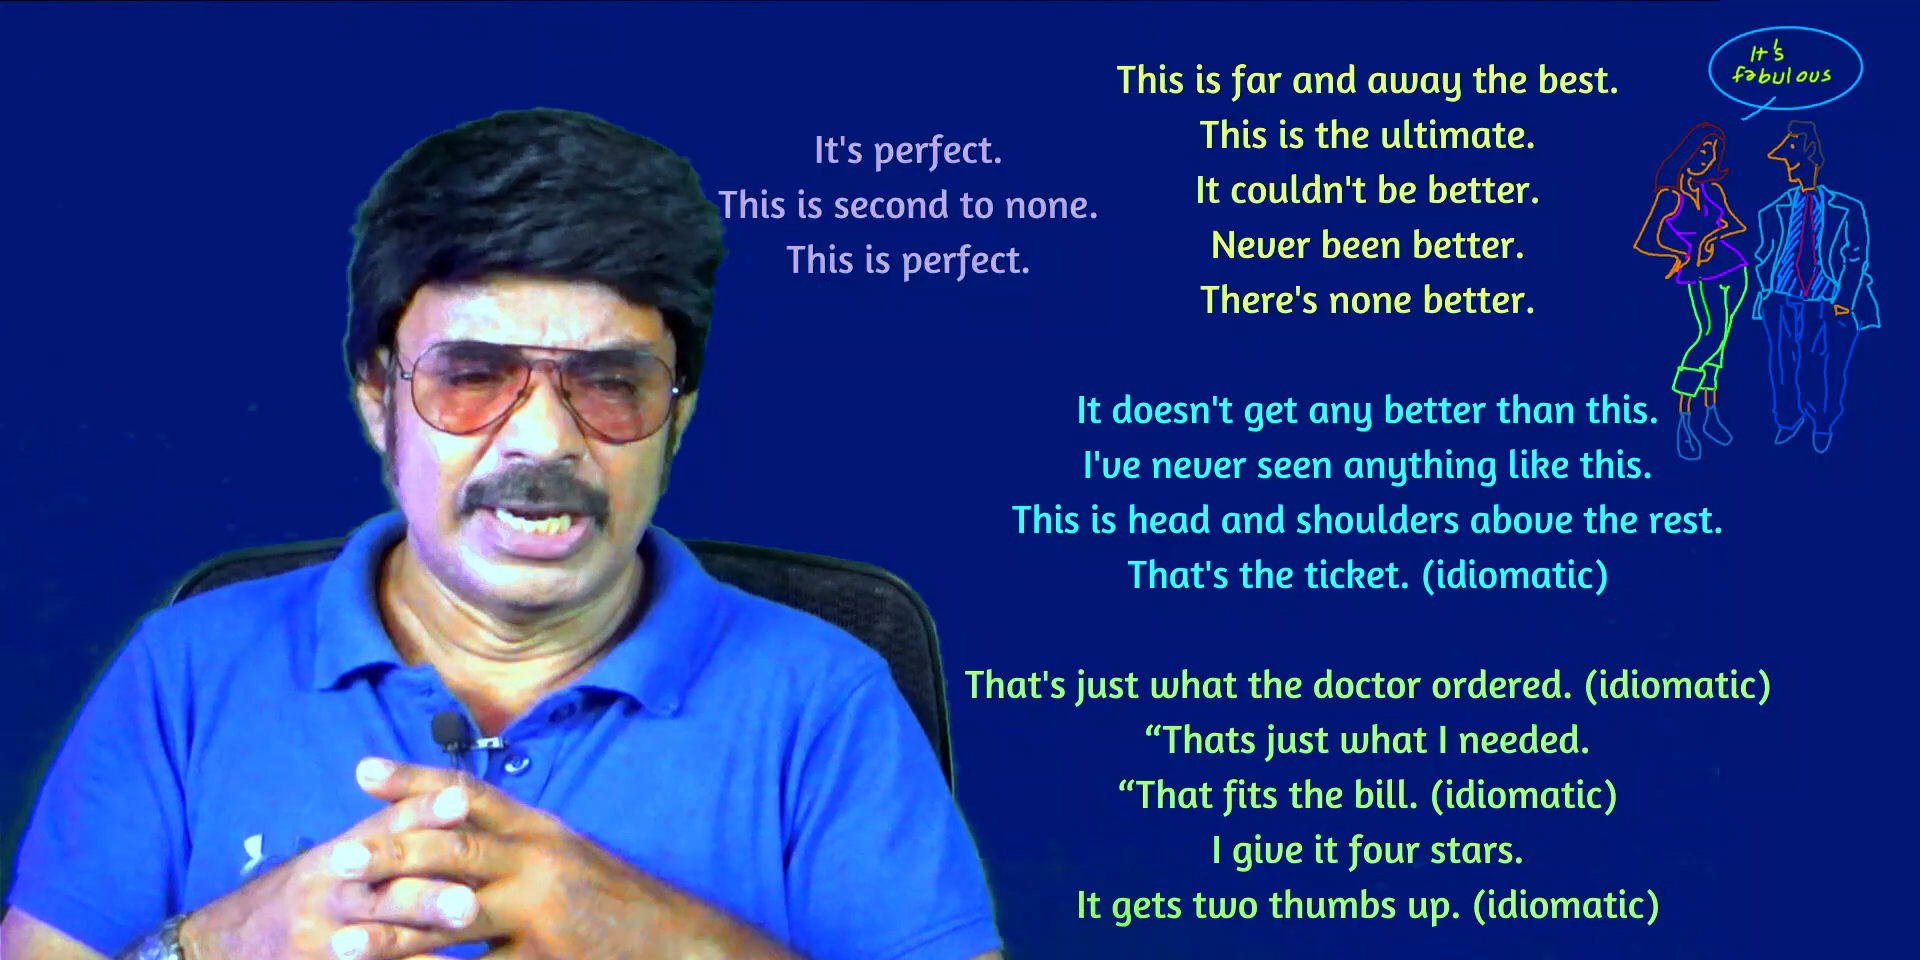 It's perfect.
This is second to none.
This is perfect.
This is far and away the best.
This is the ultimate.
It couldn't be better.
Never been better.
There's none better.
It's
fabulous
It doesn't get any better than this.
I've never seen anything like this.
This is head and shoulders above the rest.
That's the ticket. (idiomatic)
That's just what the doctor ordered. (idiomatic)
“Thats just what I needed.
“That fits the bill. (idiomatic)
I give it four stars.
It gets two thumbs up. (idiomatic)